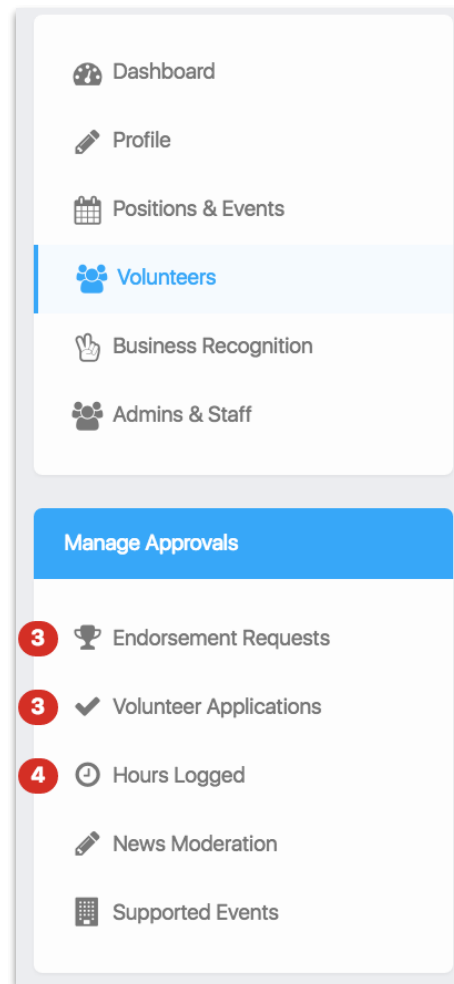 Dashboard
Profile
Positions & Events
Volunteers
Business Recognition
Admins & Staff
Manage Approvals
3 Endorsement Requests
3 Volunteer Applications
4 Hours Logged
News Moderation
Supported Events